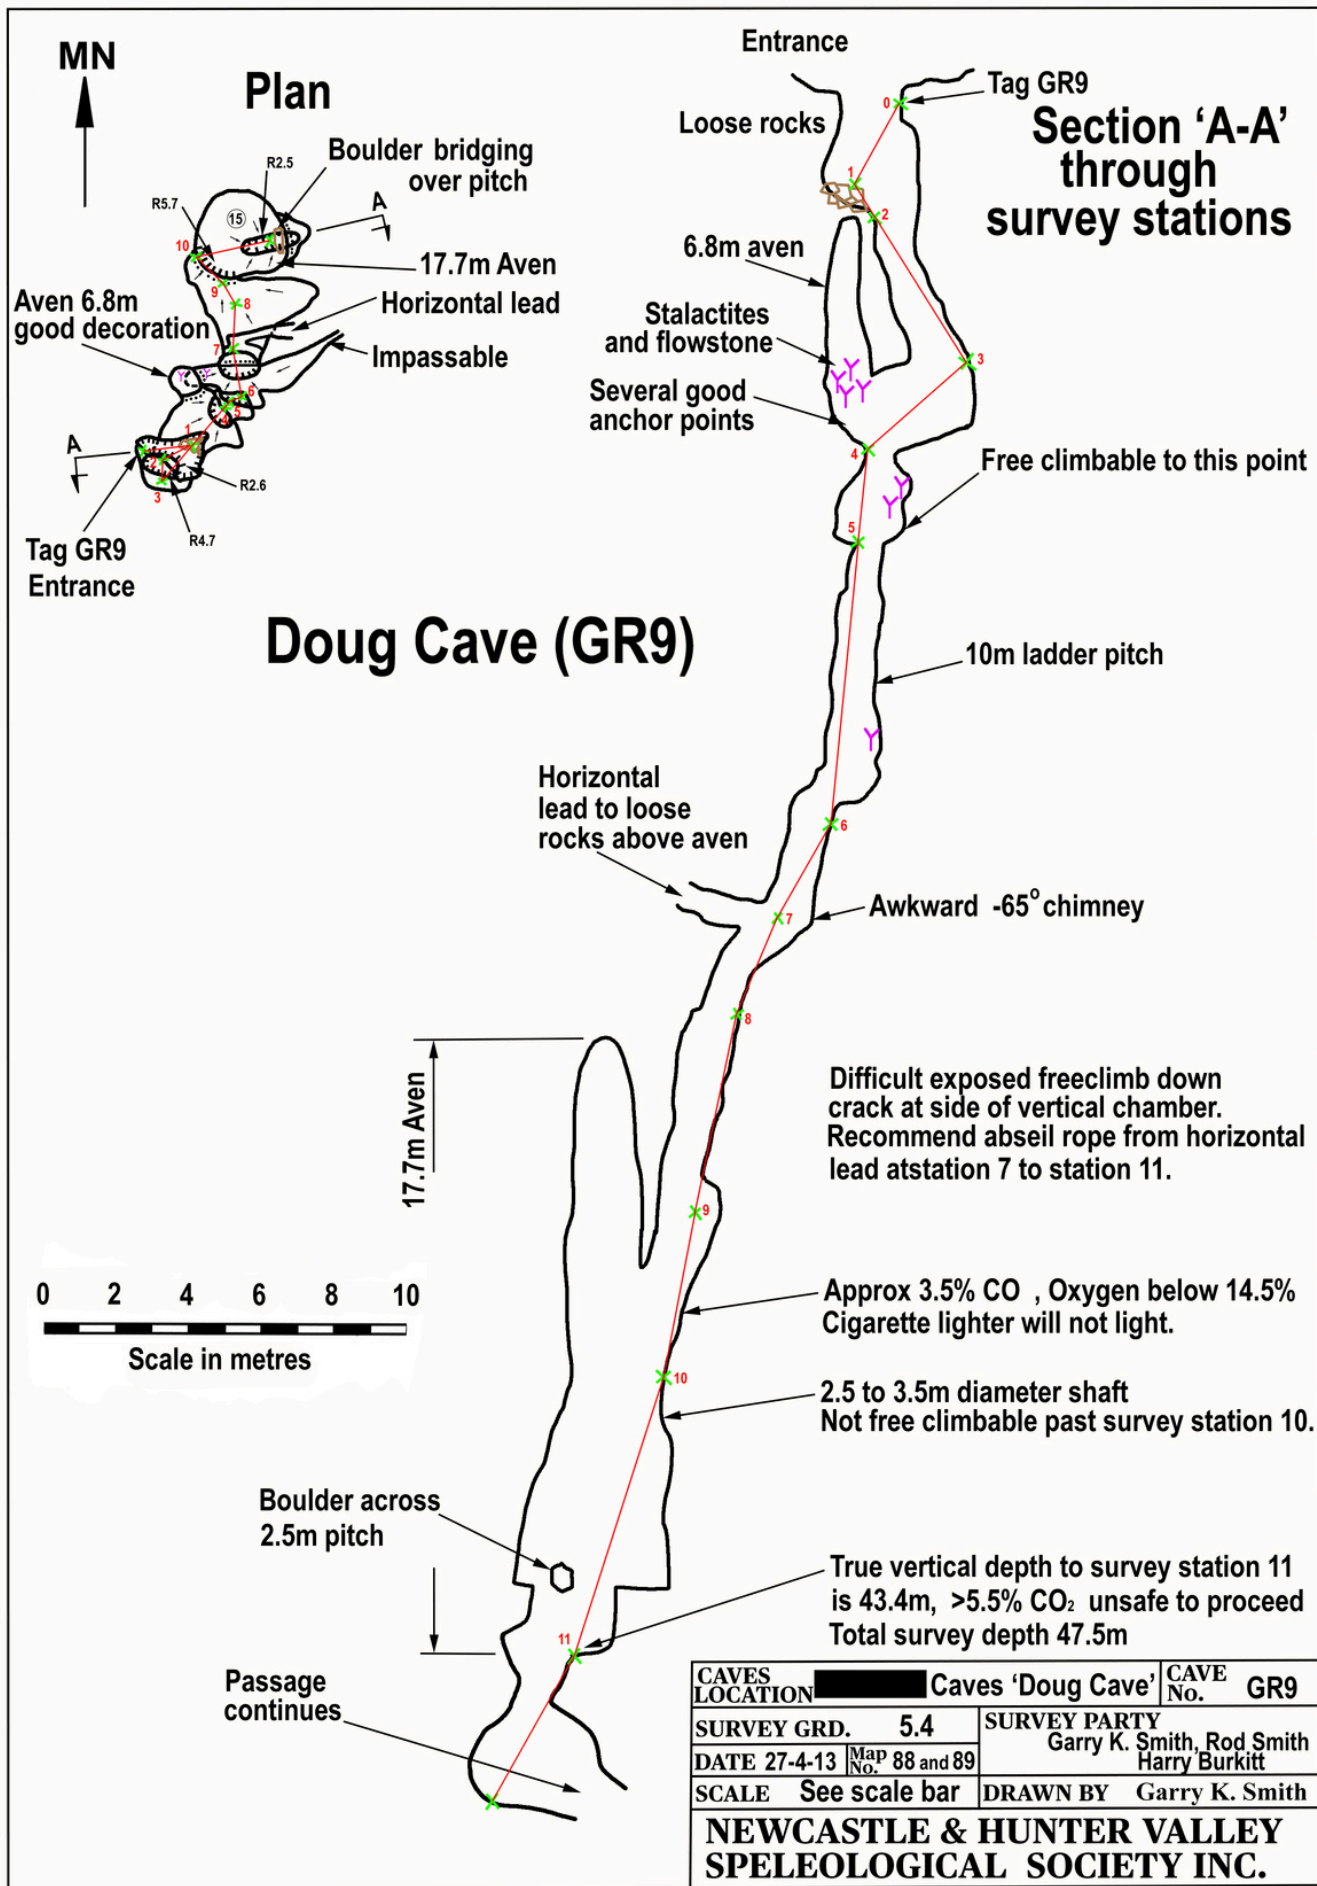 MN
Plan
Boulder bridging
over pitch
R2.5
R5.7
15
A
10
17.7m Aven
9
8
Horizontal lead
Aven 6.8m
good decoration
7
Impassable
Y
Y
6
5
4
1
A
2
3
R2.6
R4.7
Tag GR9
Entrance
Doug Cave (GR9)
Entrance
Tag GR9
0
Section ‘A-A’
through
survey stations
Loose rocks
1
2
6.8m aven
Stalactites
and flowstone
3
Several good
anchor points
4
Free climbable to this point
5
10m ladder pitch
Horizontal
lead to loose
rocks above aven
6
Awkward -65° chimney
7
8
17.7m Aven
Difficult exposed freeclimb down
crack at side of vertical chamber.
Recommend abseil rope from horizontal
lead atstation 7 to station 11.
9
0 2 4 6 8 10
Scale in metres
Approx 3.5% CO , Oxygen below 14.5%
Cigarette lighter will not light.
10
2.5 to 3.5m diameter shaft
Not free climbable past survey station 10.
Boulder across
2.5m pitch
True vertical depth to survey station 11
is 43.4m, >5.5% CO₂ unsafe to proceed
Total survey depth 47.5m
11
Passage
continues
CAVES LOCATION Caves ‘Doug Cave’
CAVE No. GR9
SURVEY GRD. 5.4
SURVEY PARTY
Garry K. Smith, Rod Smith
Harry Burkitt
DATE 27-4-13 Map No. 88 and 89
SCALE See scale bar
DRAWN BY Garry K. Smith
NEWCASTLE & HUNTER VALLEY
SPELEOLOGICAL SOCIETY INC.